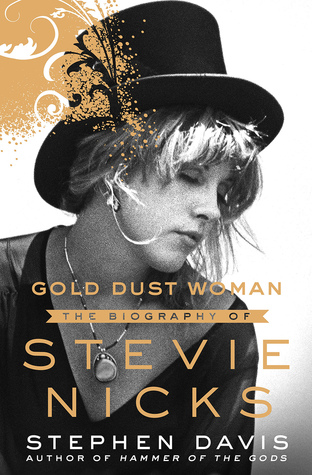 GOLD DUST WOMAN
THE BIOGRAPHY OF
STEVIE
NICKS
STEPHEN DAVIS
AUTHOR OF HAMMER OF THE GODS